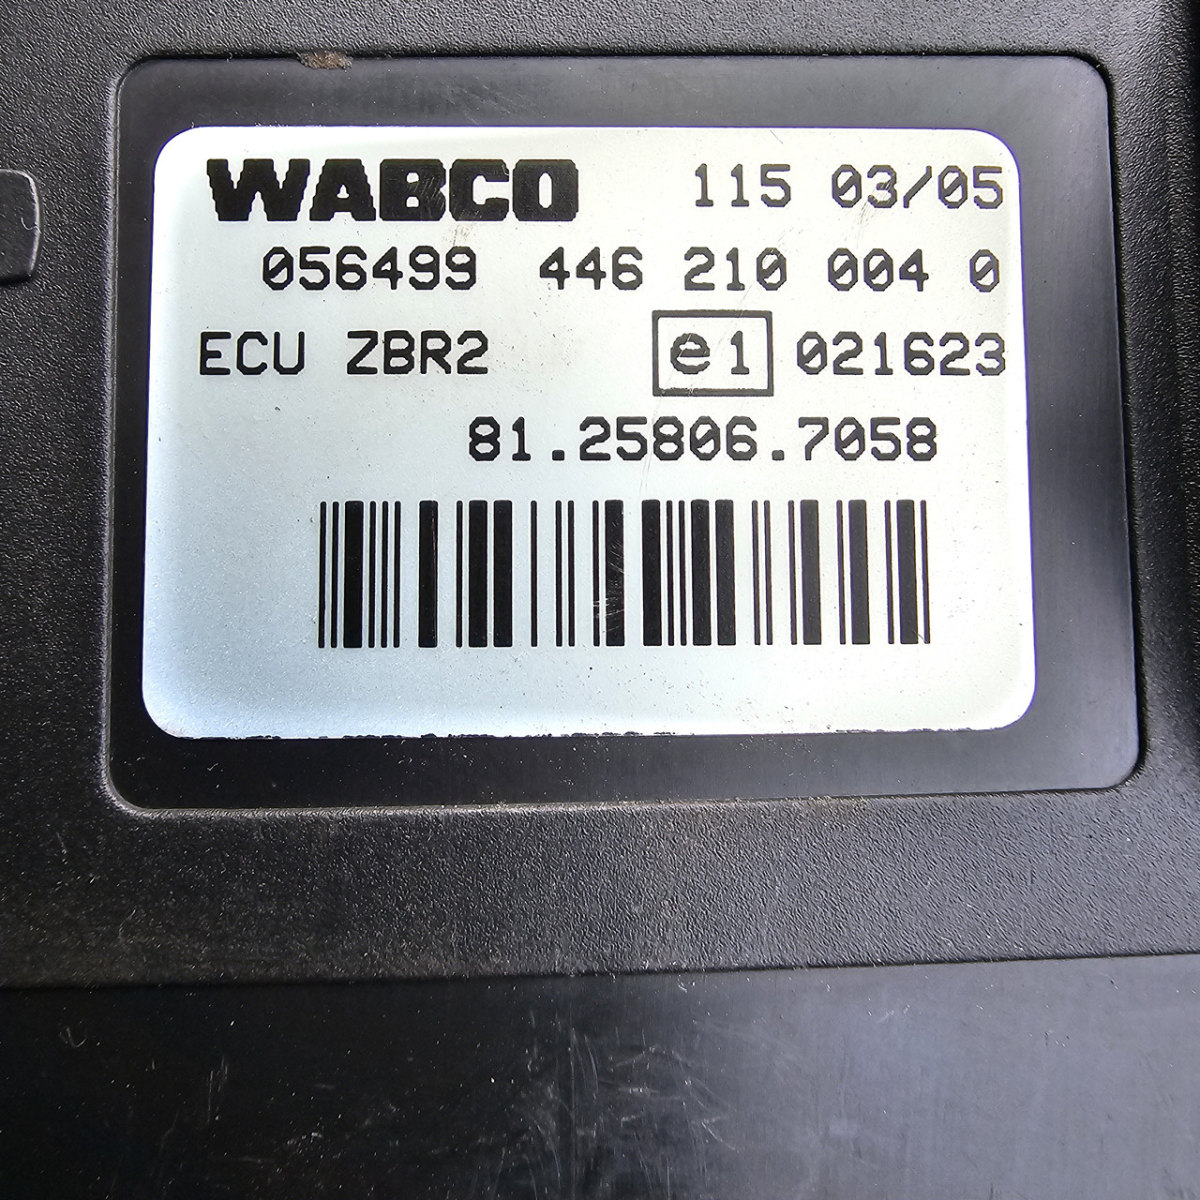 WABCO 115 03/05
056499 446 210 004 0
ECU ZBR2 e1 021623
81.25806.7058